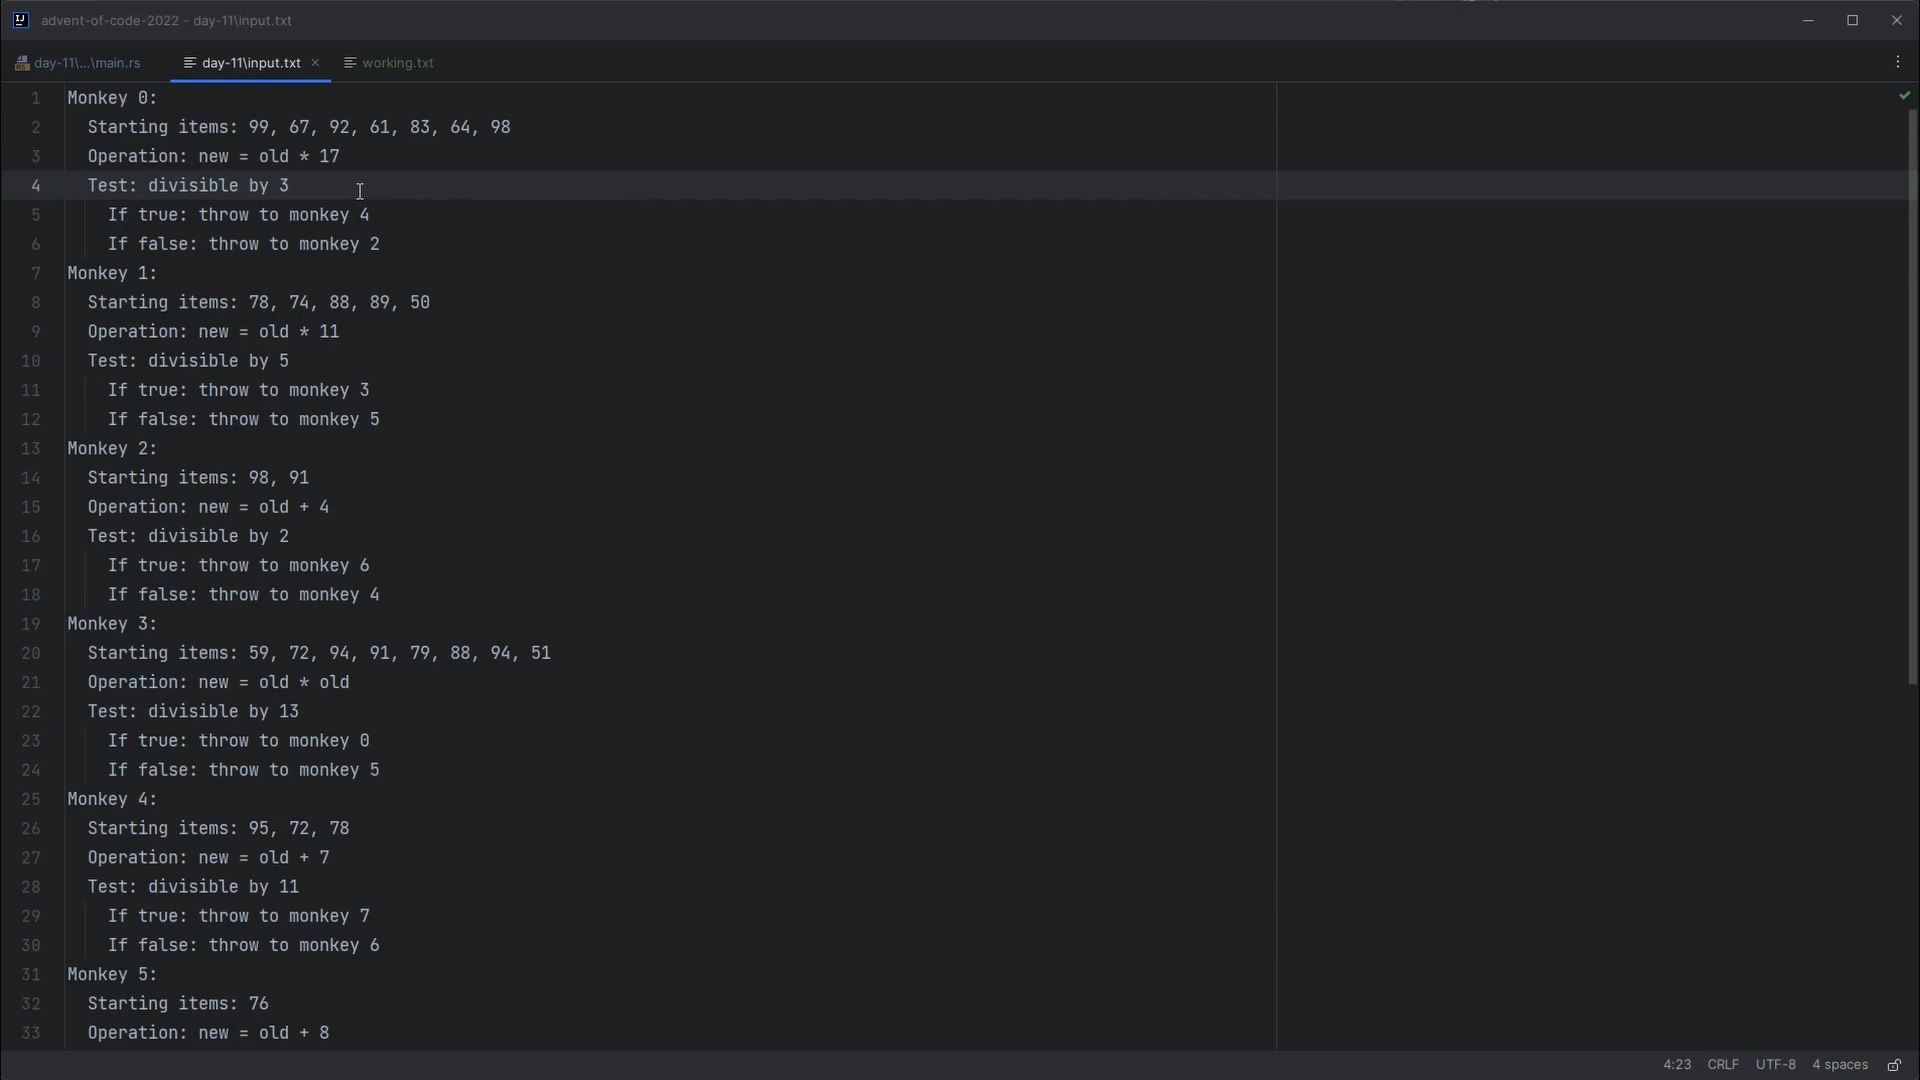 advent-of-code-2022 - day-11\input.txt
day-11\...\main.rs
day-11\input.txt
working.txt
1 Monkey 0:
2 Starting items: 99, 67, 92, 61, 83, 64, 98
3 Operation: new = old * 17
4 Test: divisible by 3
5 If true: throw to monkey 4
6 If false: throw to monkey 2
7 Monkey 1:
8 Starting items: 78, 74, 88, 89, 50
9 Operation: new = old * 11
10 Test: divisible by 5
11 If true: throw to monkey 3
12 If false: throw to monkey 5
13 Monkey 2:
14 Starting items: 98, 91
15 Operation: new = old + 4
16 Test: divisible by 2
17 If true: throw to monkey 6
18 If false: throw to monkey 4
19 Monkey 3:
20 Starting items: 59, 72, 94, 91, 79, 88, 94, 51
21 Operation: new = old * old
22 Test: divisible by 13
23 If true: throw to monkey 0
24 If false: throw to monkey 5
25 Monkey 4:
26 Starting items: 95, 72, 78
27 Operation: new = old + 7
28 Test: divisible by 11
29 If true: throw to monkey 7
30 If false: throw to monkey 6
31 Monkey 5:
32 Starting items: 76
33 Operation: new = old + 8
4:23 CRLF UTF-8 4 spaces